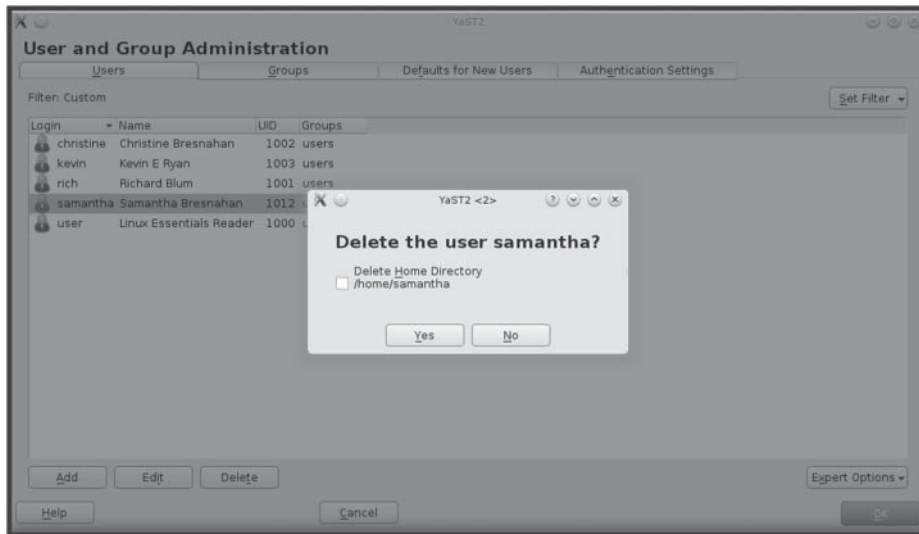 YaST2
User and Group Administration
Users Groups Defaults for New Users Authentication Settings
Filter: Custom
Set Filter
Login Name UID Groups
christine Christine Bresnahan 1002 users
kevin Kevin E Ryan 1003 users
rich Richard Blum 1001 users
samantha Samantha Bresnahan 1012
user Linux Essentials Reader 1000
YaST2 <2>
Delete the user samantha?
Delete Home Directory
/home/samantha
Yes No
Add Edit Delete
Expert Options
Help Cancel OK